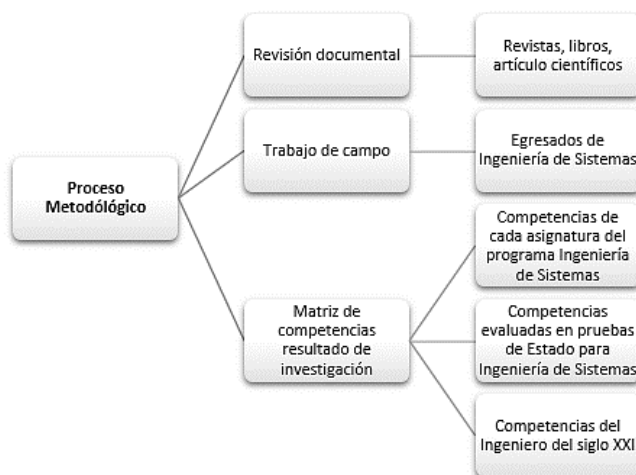 Proceso
Metodólógico
Revisión documental
Revistas, libros,
artículo científicos
Trabajo de campo
Egresados de
Ingeniería de Sistemas
Matriz de
competencias
resultado de
investigación
Competencias de
cada asignatura del
programa Ingeniería
de Sistemas
Competencias
evaluadas en pruebas
de Estado para
Ingeniería de Sistemas
Competencias del
Ingeniero del siglo XXI